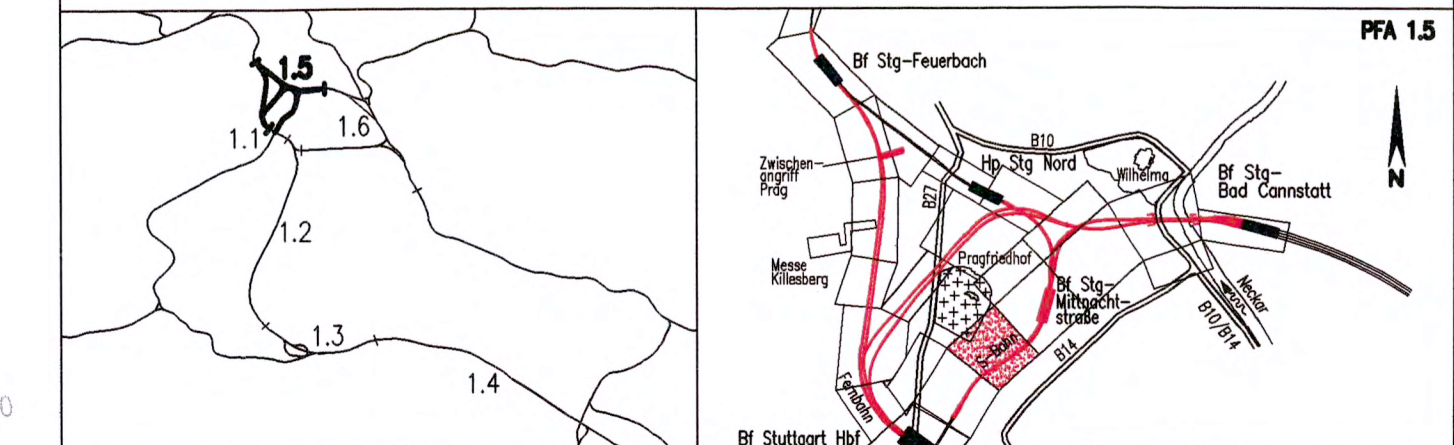 1.5
1.1
1.6
1.2
1.3
1.4
PFA 1.5
Bf Stg-Feuerbach
N
B10
Zwischen-
angriff
Prag
Hp Stg Nord
Wilhelma
Bf Stg-
Bad Cannstatt
B27
Messe
Killesberg
Pragfriedhof
Bf Stg-
Mittnacht-
straße
Neckar
B10/B14
S-Bahn
B14
Fernbahn
Bf Stuttgart Hbf